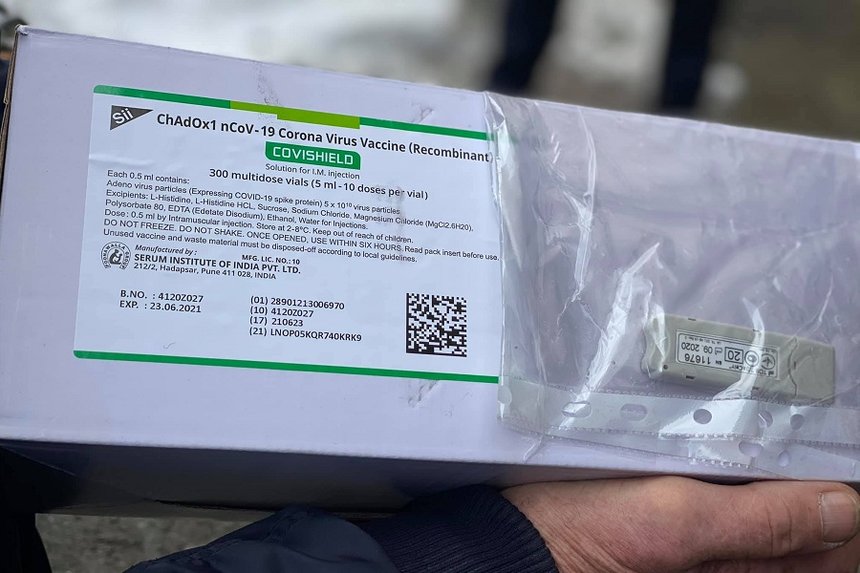 Sii
ChAdOx1 nCoV-19 Corona Virus Vaccine (Recombinant)
COVISHIELD
Solution for I.M. injection
300 multodose vials (5 ml - 10 doses per vial)
Each 0.5 ml contains:
Adeno virus particles (Expressing COVID-19 spike protein) 5 x 10¹⁰ virus particles
Excipients: L-Histidine, L-Histidine HCL, Sucrose, Sodium Chloride, Magnesium Chloride (MgCl2.6H20),
Polysorbate 80, EDTA (Edetate Disodium), Ethanol, Water for Injections.
Dose : 0.5 ml by Intramuscular injection. Store at 2-8°C. Keep out of reach of children.
DO NOT FREEZE. DO NOT SHAKE. ONCE OPENED, USE WITHIN SIX HOURS. Read pack insert before use.
Unused vaccine and waste material must be disposed-off according to local guidelines.
Manufactured by : MFG. LIC. NO.: 10
SERUM INSTITUTE OF INDIA PVT. LTD.
212/2, Hadapsar, Pune 411 028, INDIA
B.NO. : 4120Z027
EXP. : 23.06.2021
(01) 28901213006970
(10) 4120Z027
(17) 210623
(21) LNOP05KQR740KRK9
11676
09. 2020
20